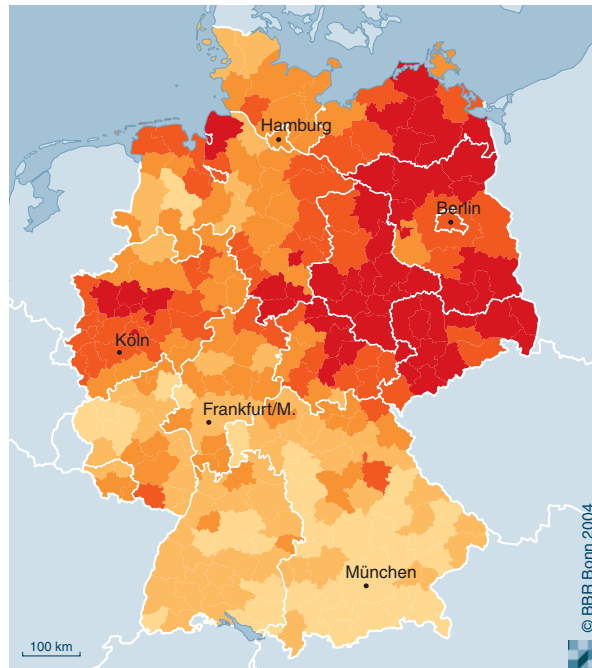 Hamburg
Berlin
Köln
Frankfurt/M.
München
100 km
© BBR Bonn 2004